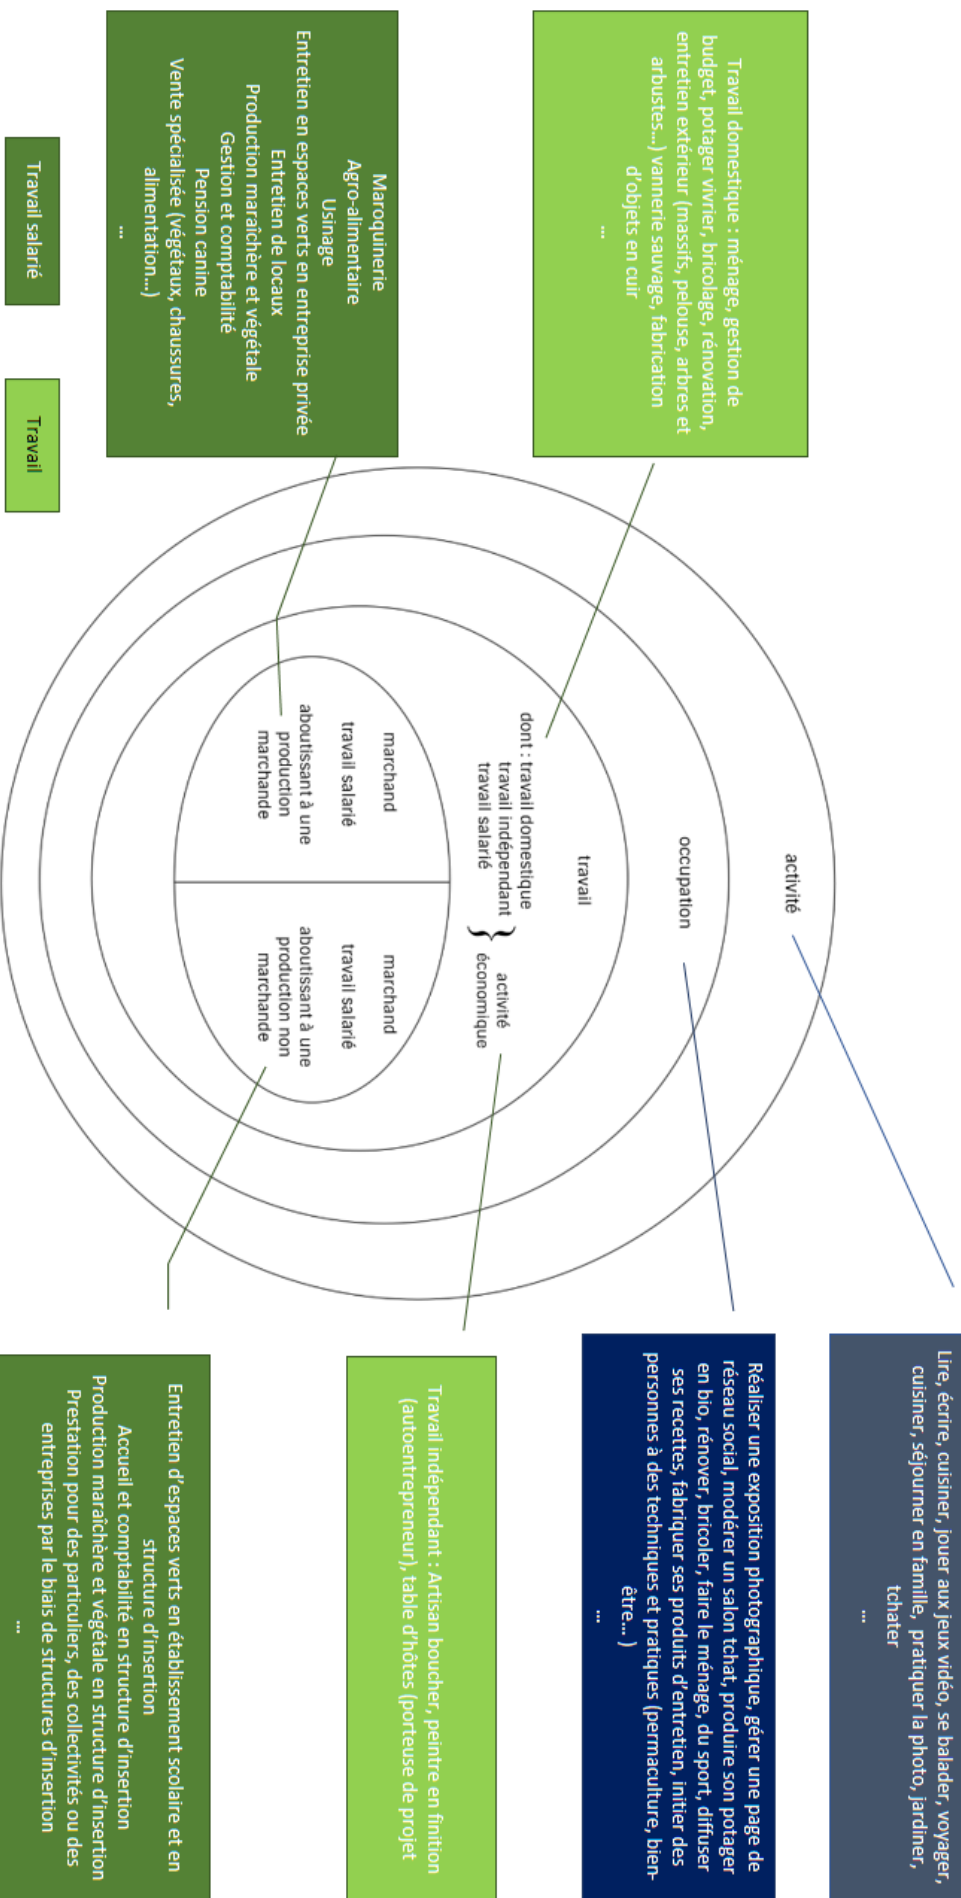 Lire, écrire, cuisiner, jouer aux jeux vidéo, se balader, voyager,
cuisiner, séjourner en famille, pratiquer la photo, jardiner,
tchater
...
activité
Travail domestique : ménage, gestion de
budget, potager vivrier, bricolage, rénovation,
entretien extérieur (massifs, pelouse, arbres et
arbustes...) vannerie sauvage, fabrication
d'objets en cuir
...
occupation
Réaliser une exposition photographique, gérer une page de
réseau social, modérer un salon tchat, produire son potager
en bio, rénover, bricoler, faire le ménage, du sport, diffuser
ses recettes, fabriquer ses produits d'entretien, initier des
personnes à des techniques et pratiques (permaculture, bien-
être... )
...
travail
dont : travail domestique
travail indépendant
travail salarié
} activité
économique
Travail indépendant : Artisan boucher, peintre en finition
(autoentrepreneur), table d'hôtes (porteuse de projet
Maroquinerie
Agro-alimentaire
Usinage
Entretien en espaces verts en entreprise privée
Entretien de locaux
Production maraîchère et végétale
Gestion et comptabilité
Pension canine
Vente spécialisée (végétaux, chaussures,
alimentation...)
...
marchand
travail salarié
aboutissant à une
production
marchande
marchand
travail salarié
aboutissant à une
production non
marchande
Entretien d'espaces verts en établissement scolaire et en
structure d'insertion
Accueil et comptabilité en structure d'insertion
Production maraîchère et végétale en structure d'insertion
Prestation pour des particuliers, des collectivités ou des
entreprises par le biais de structures d'insertion
...
Travail salarié
Travail